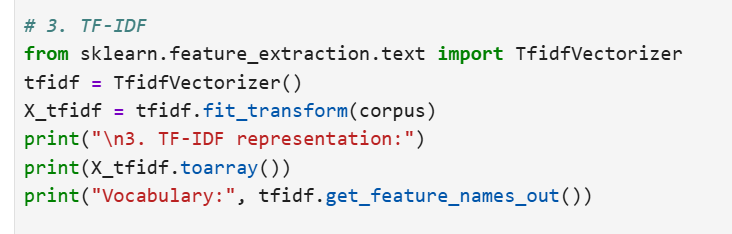 # 3. TF-IDF
from sklearn.feature_extraction.text import TfidfVectorizer
tfidf = TfidfVectorizer()
X_tfidf = tfidf.fit_transform(corpus)
print("\n3. TF-IDF representation:")
print(X_tfidf.toarray())
print("Vocabulary:", tfidf.get_feature_names_out())